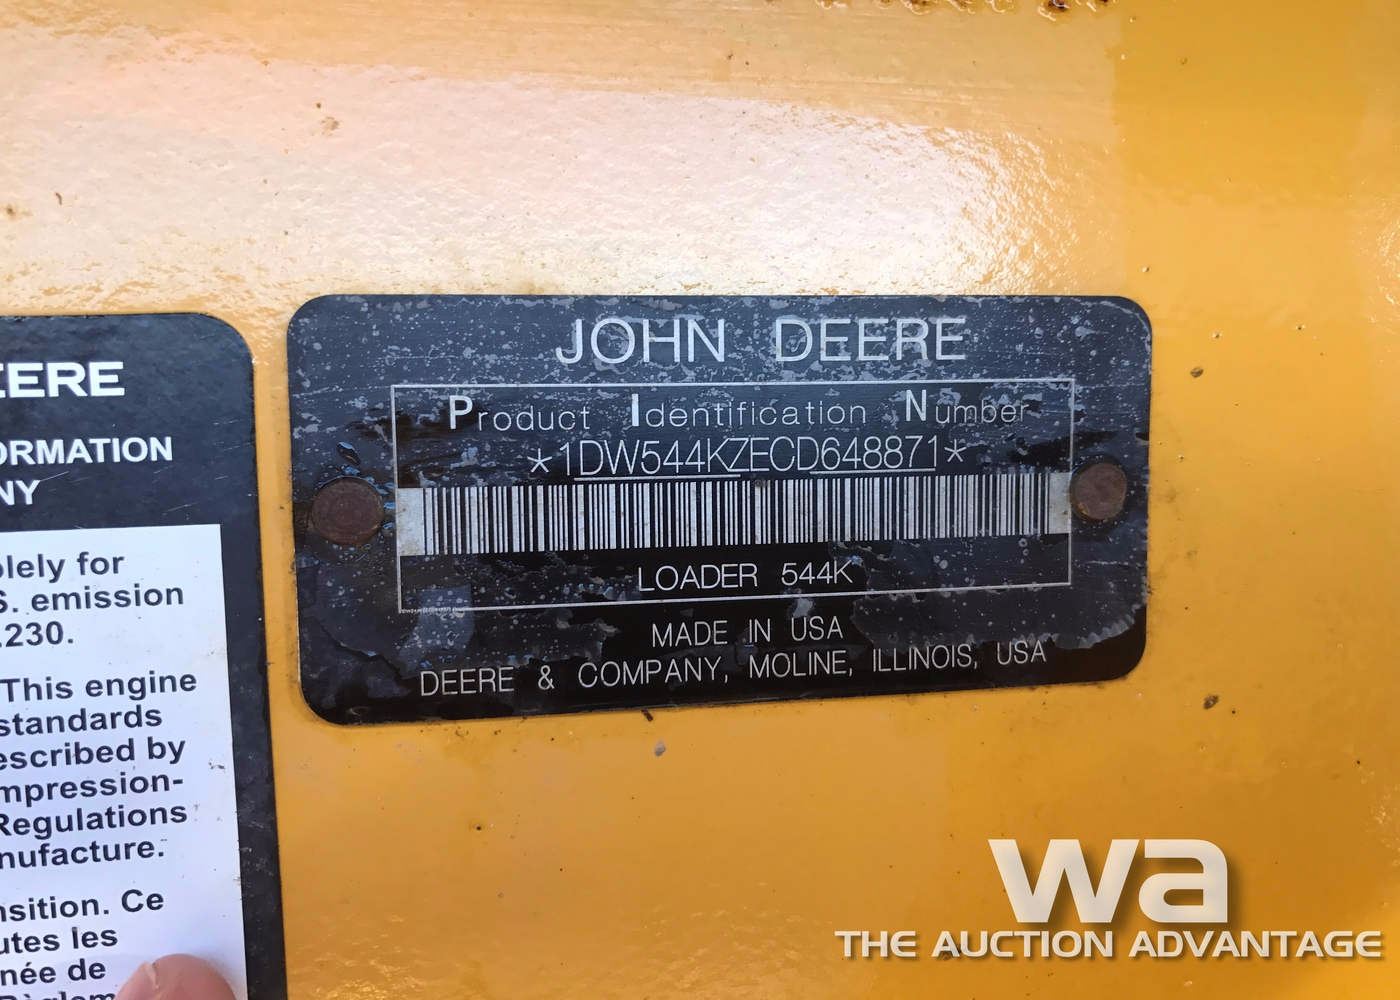 JOHN DEERE
Product Identification Number
*1DW544KZECD648871*
LOADER 544K
MADE IN USA
DEERE & COMPANY, MOLINE, ILLINOIS, USA
EERE
ORMATION
NY
olely for
S. emission
.230.
This engine
standards
escribed by
mpression-
Regulations
nufacture.
nsition. Ce
outes les
née de
Règlem
wa
THE AUCTION ADVANTAGE